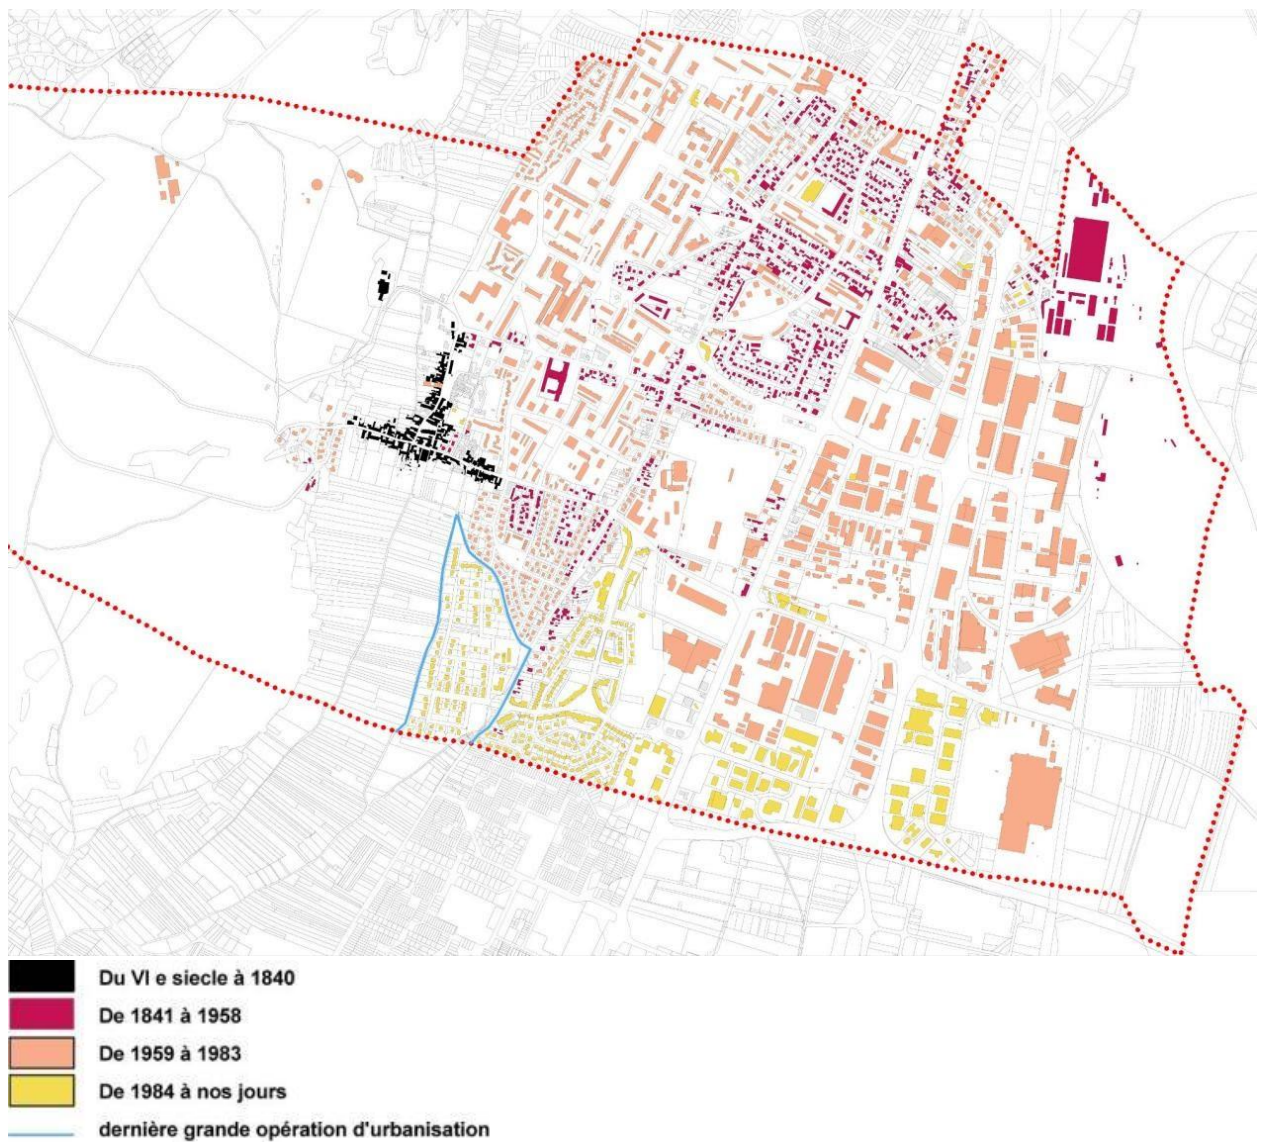 Du VI e siecle à 1840
De 1841 à 1958
De 1959 à 1983
De 1984 à nos jours
dernière grande opération d'urbanisation